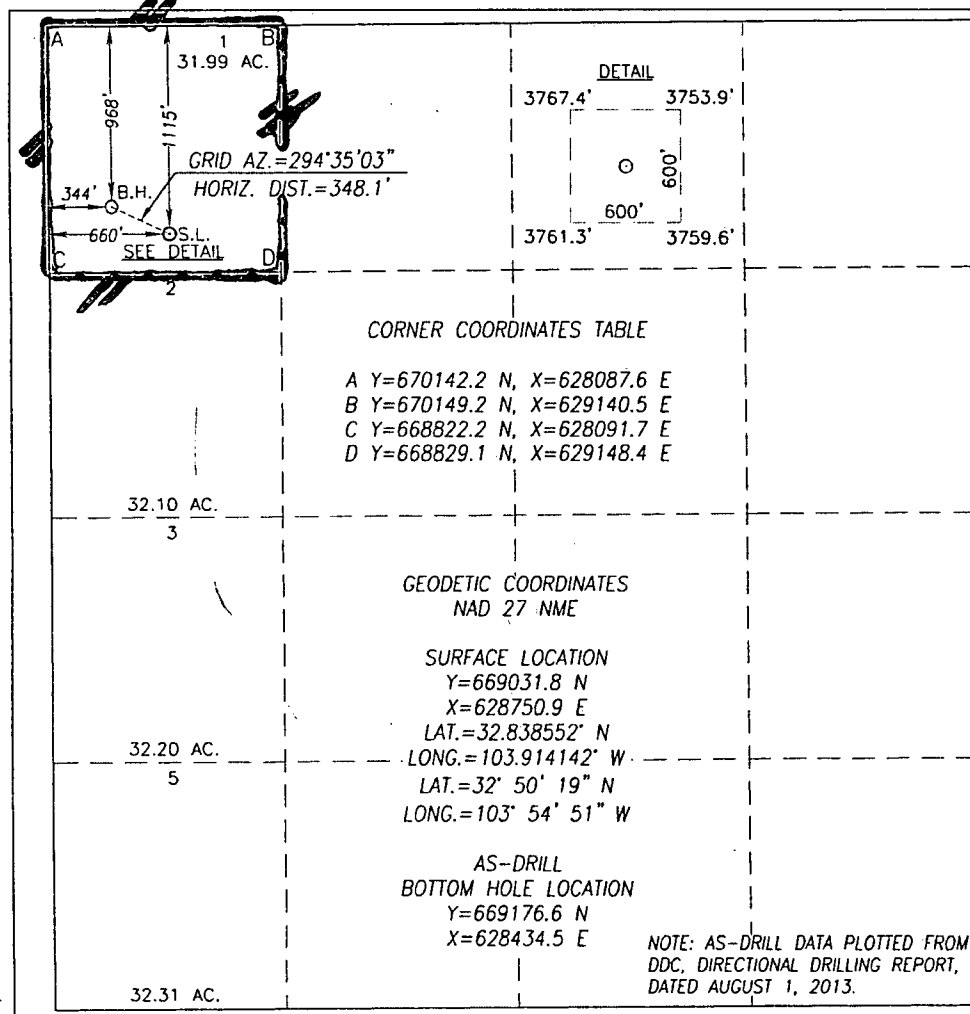 A
1
B
31.99 AC.
968'
1115'
GRID AZ.=294°35'03"
HORIZ. DIST.=348.1'
344'
B.H.
660'
S.L.
SEE DETAIL
C
D
2
DETAIL
3767.4' 3753.9'
600'
600'
3761.3' 3759.6'
CORNER COORDINATES TABLE
A Y=670142.2 N, X=628087.6 E
B Y=670149.2 N, X=629140.5 E
C Y=668822.2 N, X=628091.7 E
D Y=668829.1 N, X=629148.4 E
32.10 AC.
3
GEODETIC COORDINATES
NAD 27 NME
SURFACE LOCATION
Y=669031.8 N
X=628750.9 E
LAT.=32.838552° N
LONG.=103.914142° W
LAT.=32° 50' 19" N
LONG.=103° 54' 51" W
32.20 AC.
5
AS-DRILL
BOTTOM HOLE LOCATION
Y=669176.6 N
X=628434.5 E
NOTE: AS-DRILL DATA PLOTTED FROM
DDC, DIRECTIONAL DRILLING REPORT,
DATED AUGUST 1, 2013.
32.31 AC.